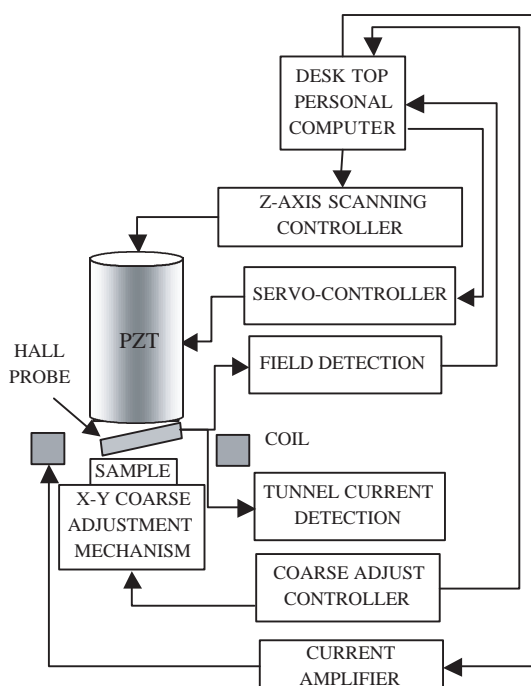 DESK TOP
PERSONAL
COMPUTER
Z-AXIS SCANNING
CONTROLLER
SERVO-CONTROLLER
PZT
HALL
PROBE
FIELD DETECTION
COIL
SAMPLE
X-Y COARSE
ADJUSTMENT
MECHANISM
TUNNEL CURRENT
DETECTION
COARSE ADJUST
CONTROLLER
CURRENT
AMPLIFIER